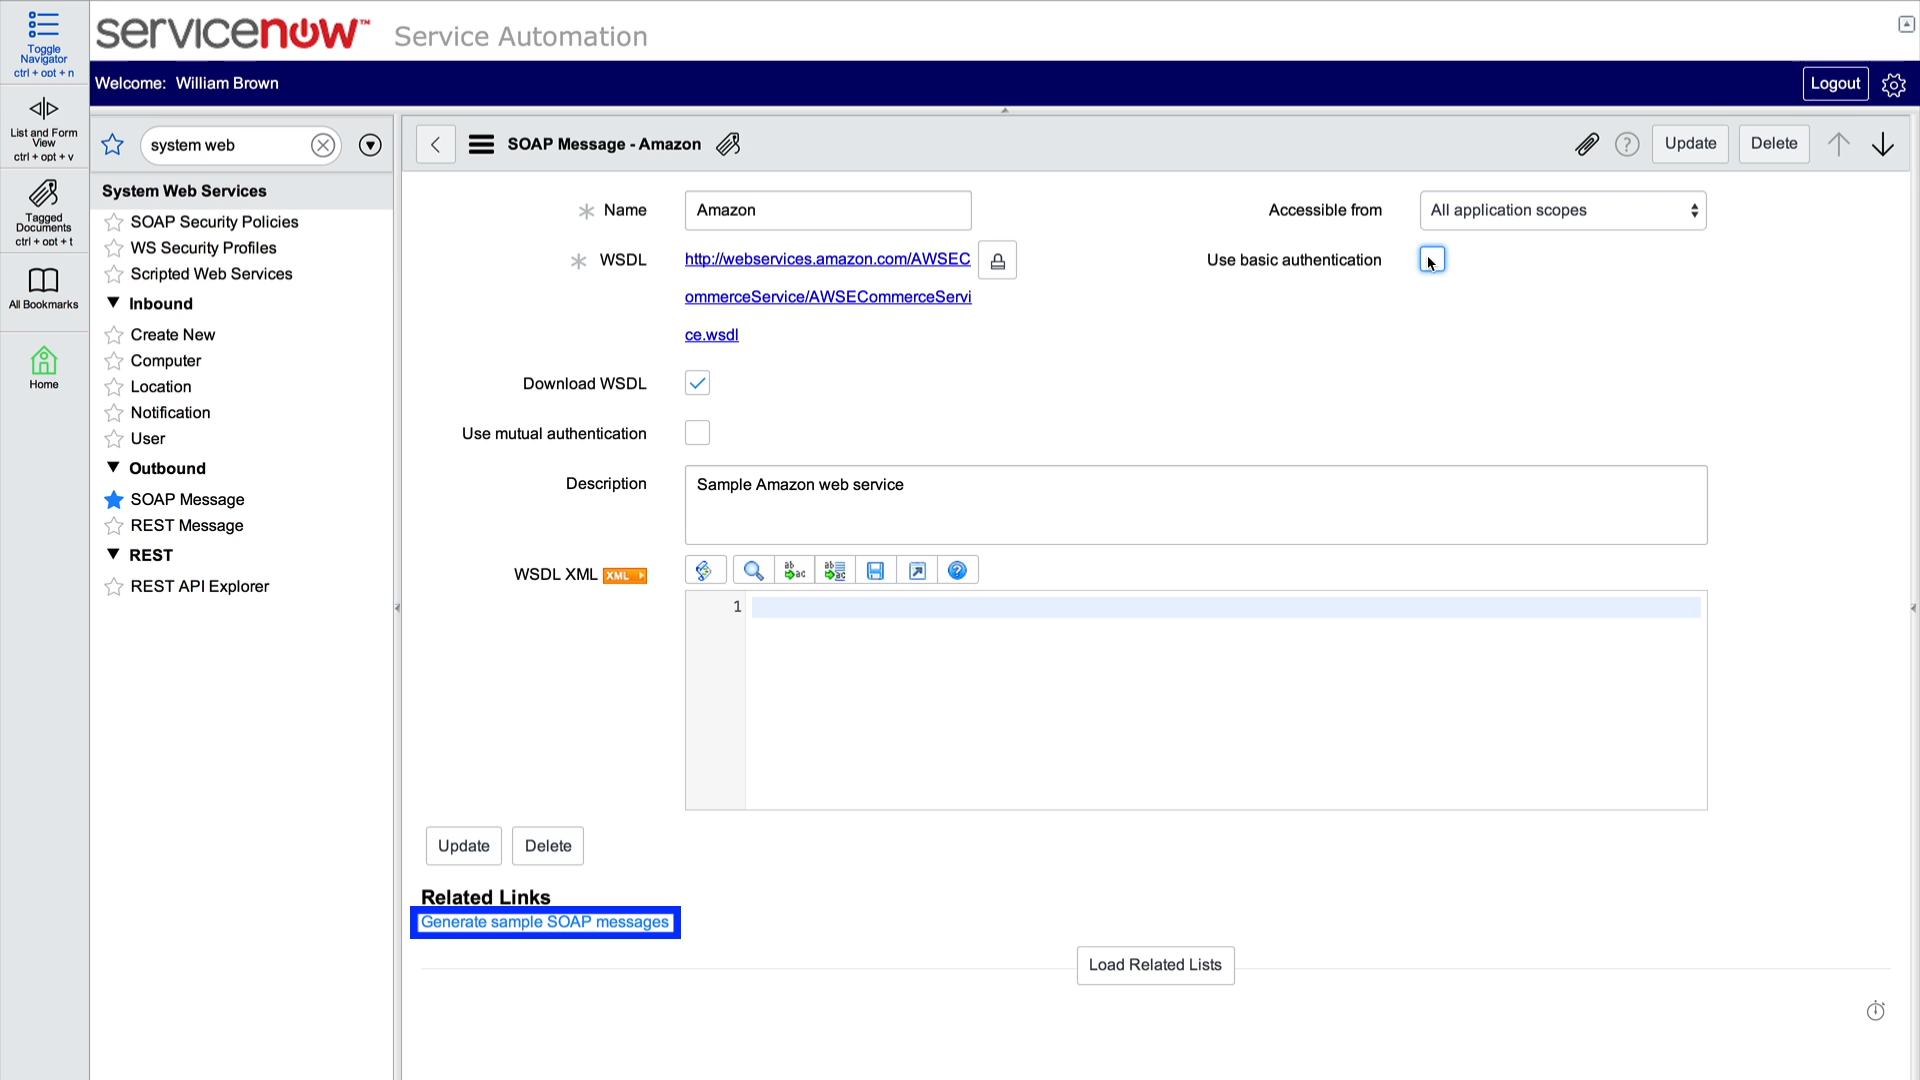 servicenow™ Service Automation
Toggle
Navigator
ctrl + opt + n
Welcome: William Brown
Logout
List and Form
View
ctrl + opt + v
Tagged
Documents
ctrl + opt + t
All Bookmarks
Home
system web
System Web Services
SOAP Security Policies
WS Security Profiles
Scripted Web Services
Inbound
Create New
Computer
Location
Notification
User
Outbound
SOAP Message
REST Message
REST
REST API Explorer
SOAP Message - Amazon
Update
Delete
Name
Amazon
Accessible from
All application scopes
WSDL
http://webservices.amazon.com/AWSEC
ommerceService/AWSECommerceServi
ce.wsdl
Use basic authentication
Download WSDL
Use mutual authentication
Description
Sample Amazon web service
WSDL XML XML
1
Update
Delete
Related Links
Generate sample SOAP messages
Load Related Lists